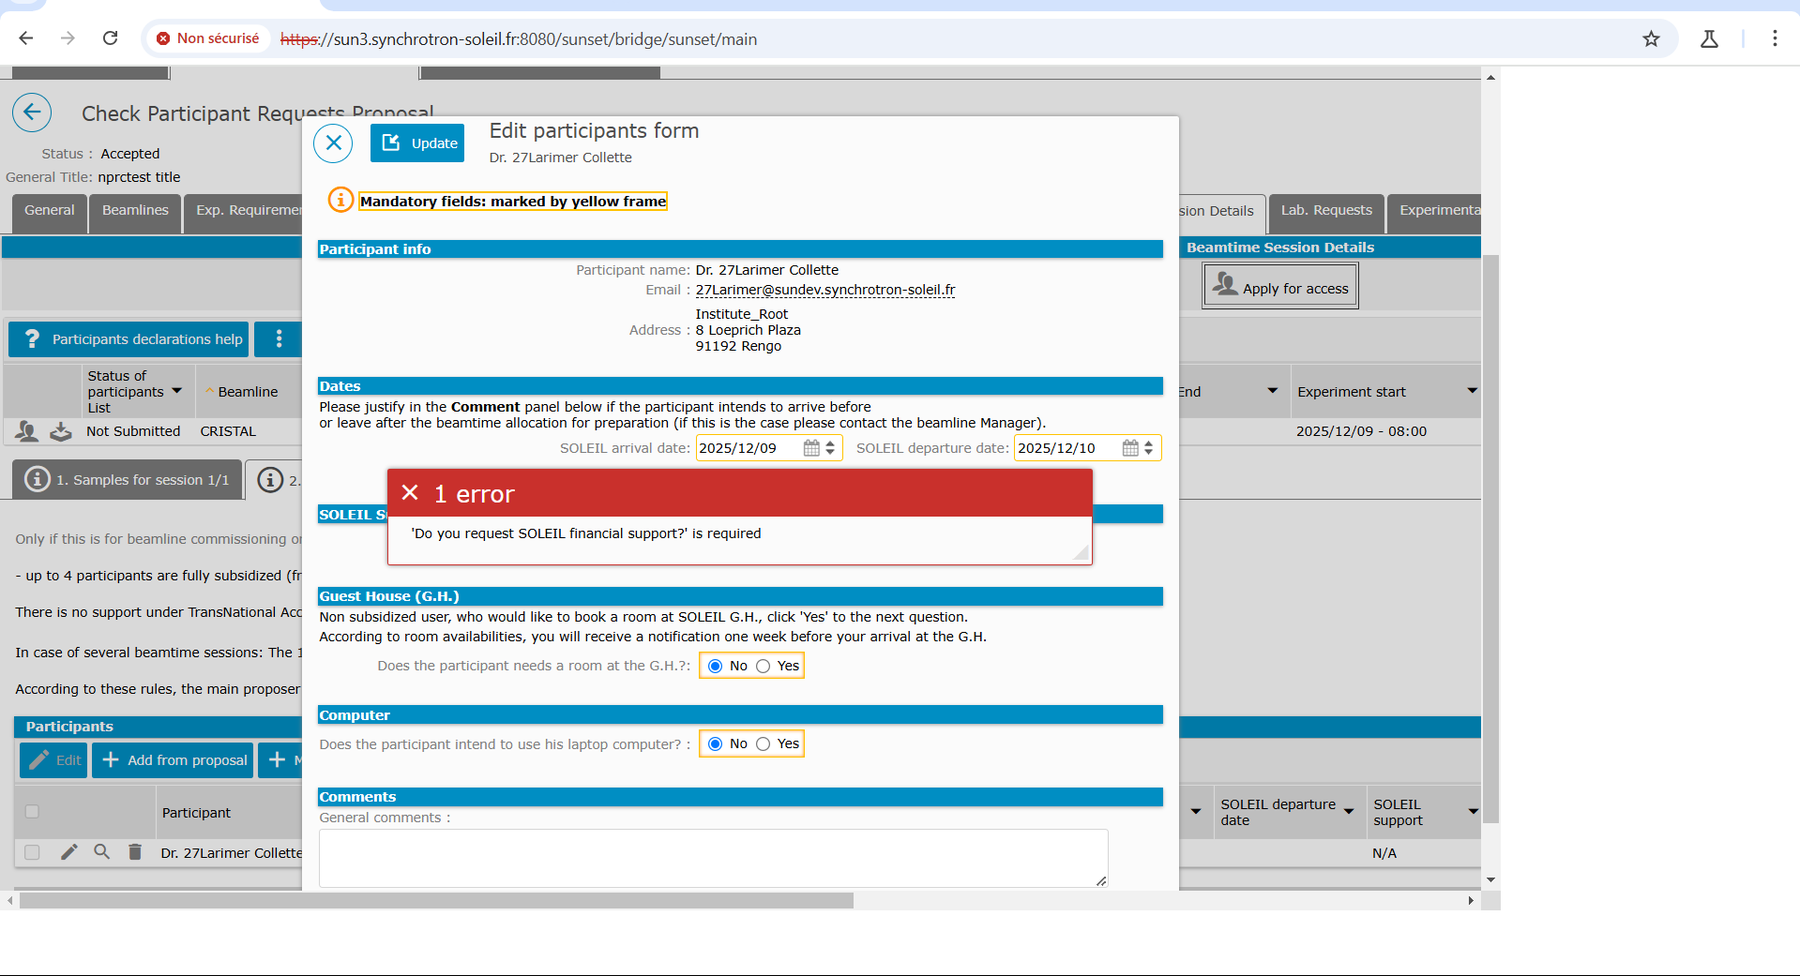 Non sécurisé
https://sun3.synchrotron-soleil.fr:8080/sunset/bridge/sunset/main
Check Participant Requests Proposal
Status : Accepted
General Title: nprctest title
General
Beamlines
Exp. Requiremen
sion Details
Lab. Requests
Experimenta
Update
Edit participants form
Dr. 27Larimer Collette
Mandatory fields: marked by yellow frame
Beamtime Session Details
Apply for access
Participants declarations help
Status of
participants
List
Beamline
End
Experiment start
Not Submitted
CRISTAL
2025/12/09 - 08:00
1. Samples for session 1/1
2.
Only if this is for beamline commissioning or
- up to 4 participants are fully subsidized (fr
There is no support under TransNational Acc
In case of several beamtime sessions: The 1
According to these rules, the main proposer
Participant info
Participant name: Dr. 27Larimer Collette
Email : 27Larimer@sundev.synchrotron-soleil.fr
Address :
Institute_Root
8 Loeprich Plaza
91192 Rengo
Dates
Please justify in the Comment panel below if the participant intends to arrive before
or leave after the beamtime allocation for preparation (if this is the case please contact the beamline Manager).
SOLEIL arrival date: 2025/12/09 SOLEIL departure date: 2025/12/10
SOLEIL S
1 error
'Do you request SOLEIL financial support?' is required
Guest House (G.H.)
Non subsidized user, who would like to book a room at SOLEIL G.H., click 'Yes' to the next question.
According to room availabilities, you will receive a notification one week before your arrival at the G.H.
Does the participant needs a room at the G.H.?: No Yes
Computer
Does the participant intend to use his laptop computer? : No Yes
Comments
General comments :
Participants
Edit
Add from proposal
M
Participant
SOLEIL departure
date
SOLEIL
support
Dr. 27Larimer Collette
N/A